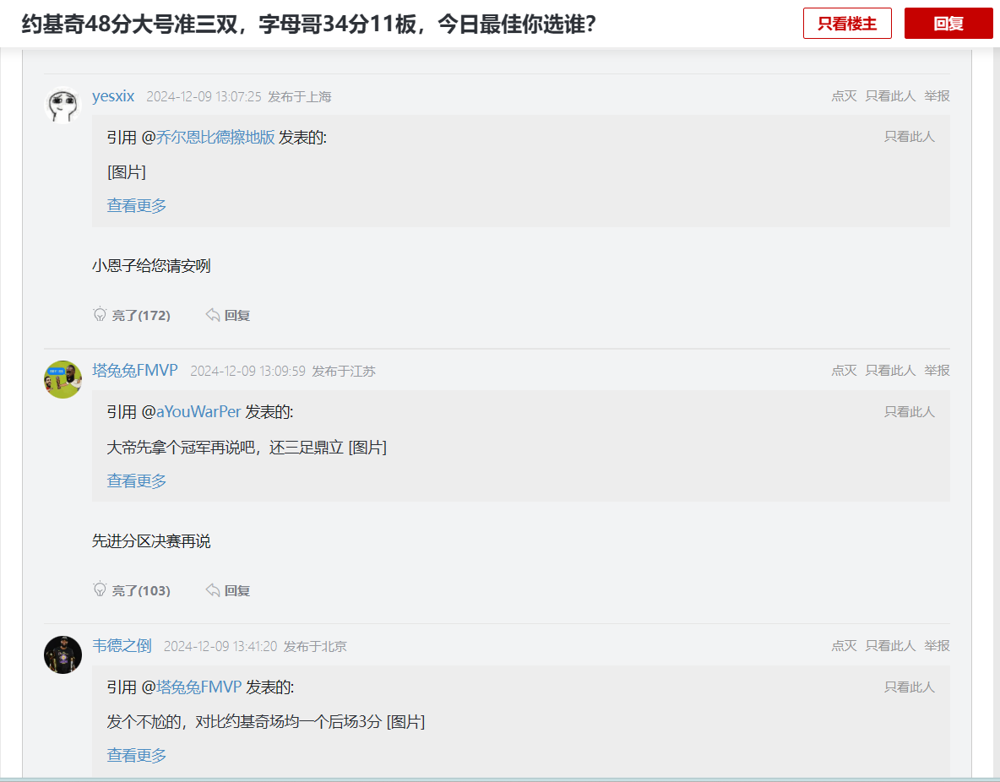 约基奇48分大号准三双，字母哥34分11板，今日最佳你选谁？
只看楼主
回复
yesxix 2024-12-09 13:07:25 发布于上海 点灭 只看此人 举报
引用 @乔尔恩比德擦地版 发表的: 只看此人
[图片]
查看更多
小恩子给您请安咧
亮了(172) 回复
塔兔兔FMVP 2024-12-09 13:09:59 发布于江苏 点灭 只看此人 举报
引用 @aYouWarPer 发表的: 只看此人
大帝先拿个冠军再说吧，还三足鼎立 [图片]
查看更多
先进分区决赛再说
亮了(103) 回复
韦德之倒 2024-12-09 13:41:20 发布于北京 点灭 只看此人 举报
引用 @塔兔兔FMVP 发表的: 只看此人
发个不尬的，对比约基奇场均一个后场3分 [图片]
查看更多